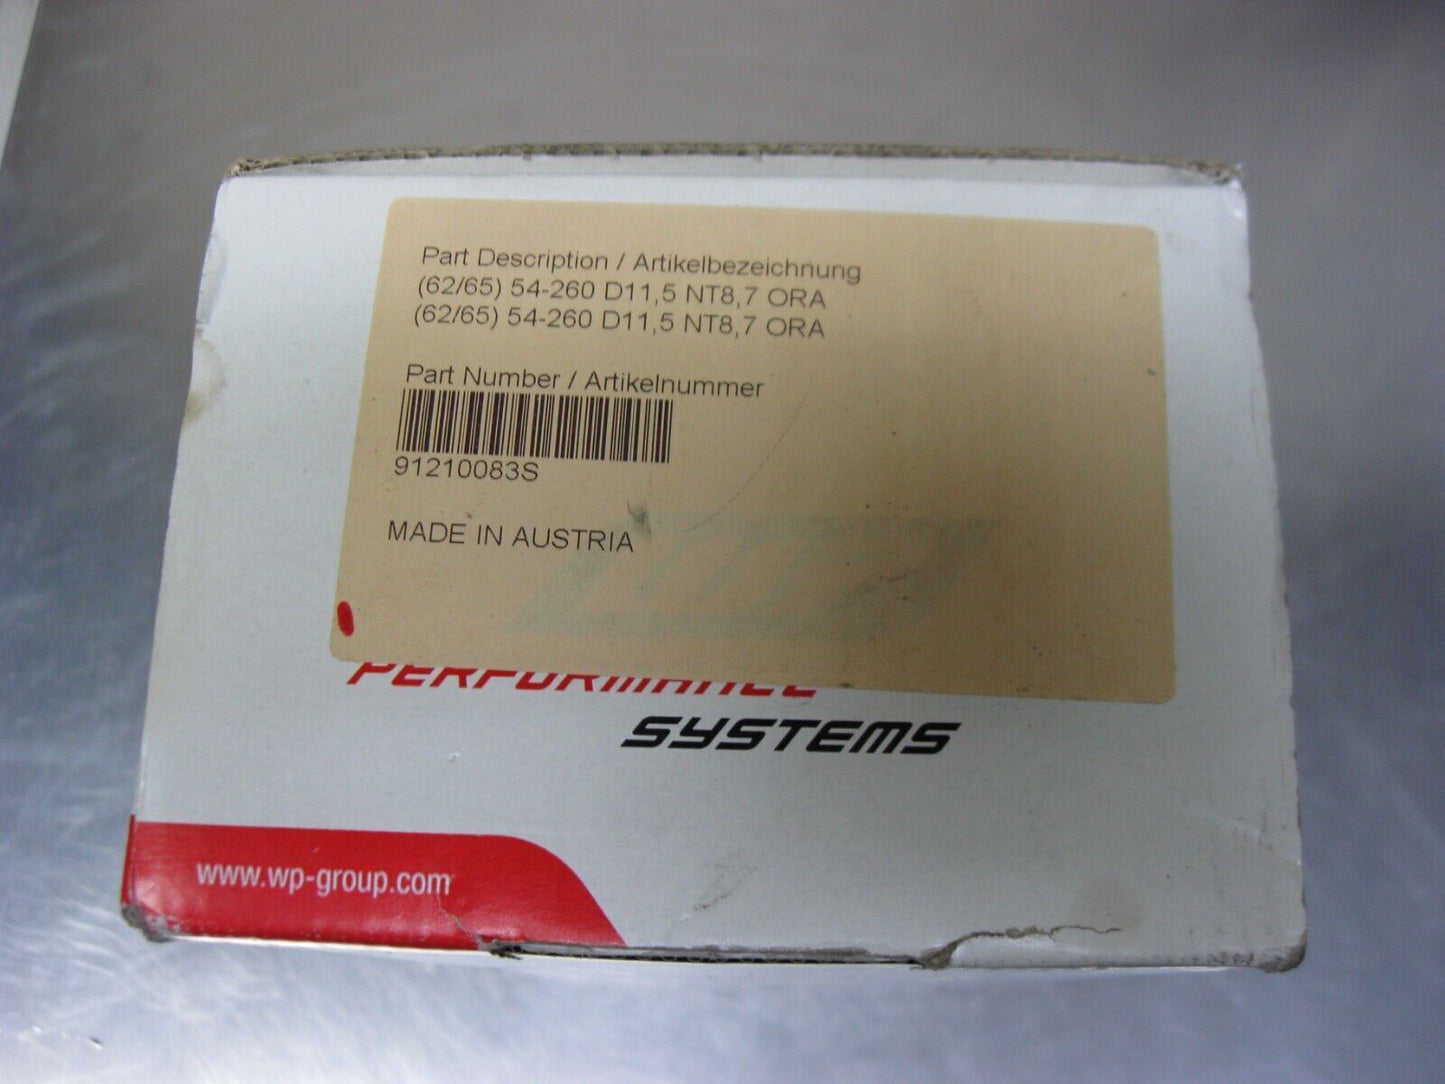 Part Description / Artikelbezeichnung
(62/65) 54-260 D11,5 NT8,7 ORA
(62/65) 54-260 D11,5 NT8,7 ORA
Part Number / Artikelnummer
91210083S
MADE IN AUSTRIA
PERFORMANCE
SYSTEMS
www.wp-group.com